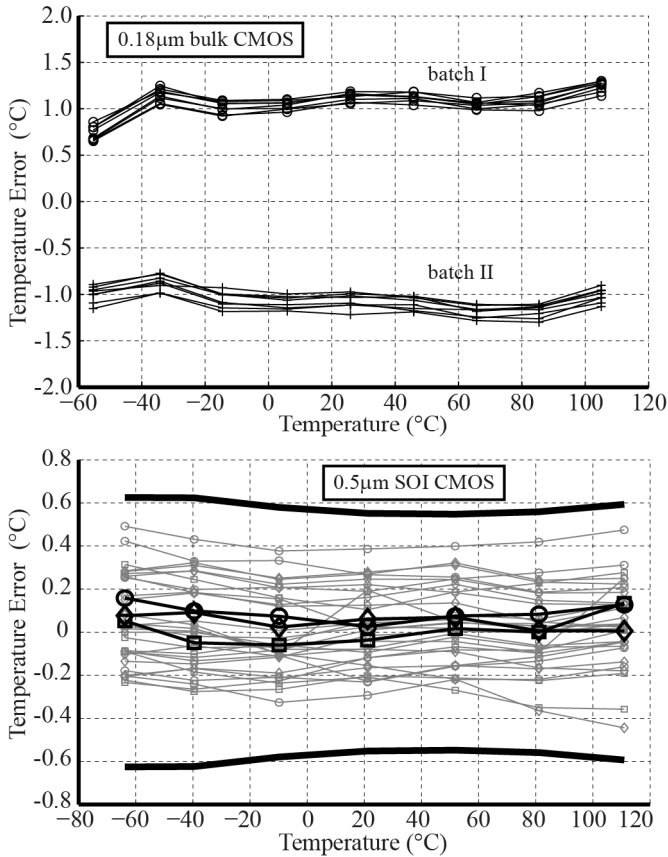 2.0
0.18μm bulk CMOS
1.5
batch I
1.0
0.5
0.0
-0.5
batch II
-1.0
-1.5
-2.0
Temperature Error (°C)
−60 −40 −20 0 20 40 60 80 100 120
Temperature (°C)
0.8
0.5μm SOI CMOS
0.6
0.4
0.2
0
-0.2
-0.4
-0.6
-0.8
Temperature Error (°C)
−80 −60 −40 −20 0 20 40 60 80 100 120
Temperature (°C)